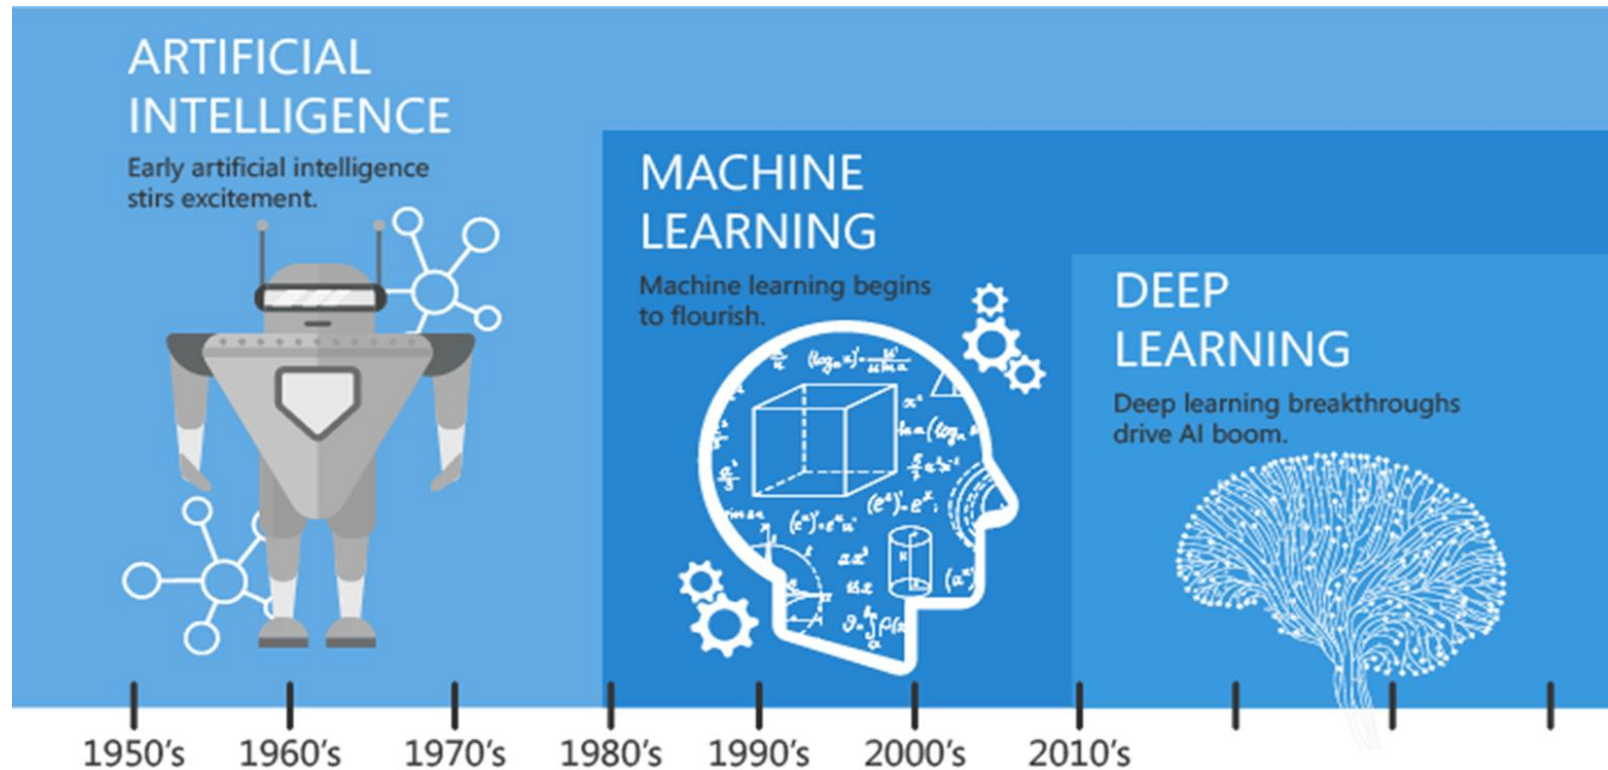 ARTIFICIAL
INTELLIGENCE
Early artificial intelligence
stirs excitement.
MACHINE
LEARNING
Machine learning begins
to flourish.
DEEP
LEARNING
Deep learning breakthroughs
drive AI boom.
1950's 1960's 1970's 1980's 1990's 2000's 2010's